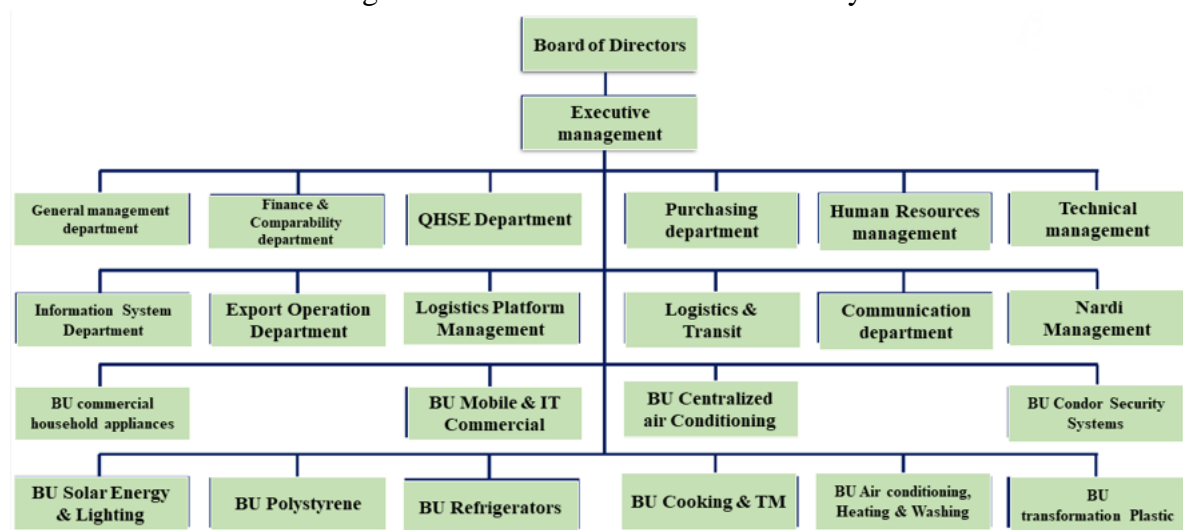 Board of Directors
Executive
management
General management
department
Finance &
Comparability
department
QHSE Department
Purchasing
department
Human Resources
management
Technical
management
Information System
Department
Export Operation
Department
Logistics Platform
Management
Logistics &
Transit
Communication
department
Nardi
Management
BU commercial
household appliances
BU Mobile & IT
Commercial
BU Centralized
air Conditioning
BU Condor Security
Systems
BU Solar Energy
& Lighting
BU Polystyrene
BU Refrigerators
BU Cooking & TM
BU Air conditioning,
Heating & Washing
BU
transformation Plastic